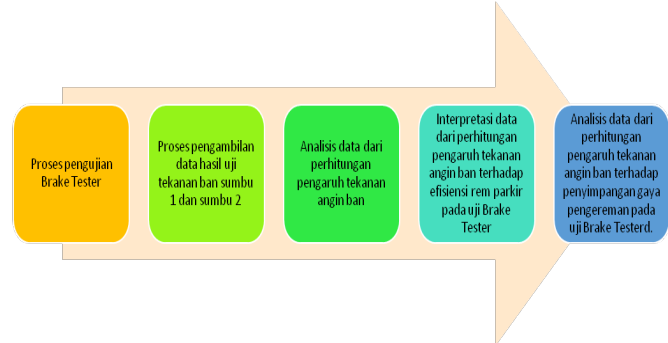 Proses pengujian
Brake Tester
Proses pengambilan
data hasil uji
tekanan ban sumbu
1 dan sumbu 2
Analisis data dari
perhitungan
pengaruh tekanan
angin ban
Interpretasi data
dari perhitungan
pengaruh tekanan
angin ban terhadap
efisiensi rem parkir
pada uji Brake
Tester
Analisis data dari
perhitungan
pengaruh tekanan
angin ban terhadap
penyimpangan gaya
pengereman pada
uji Brake Testerd.